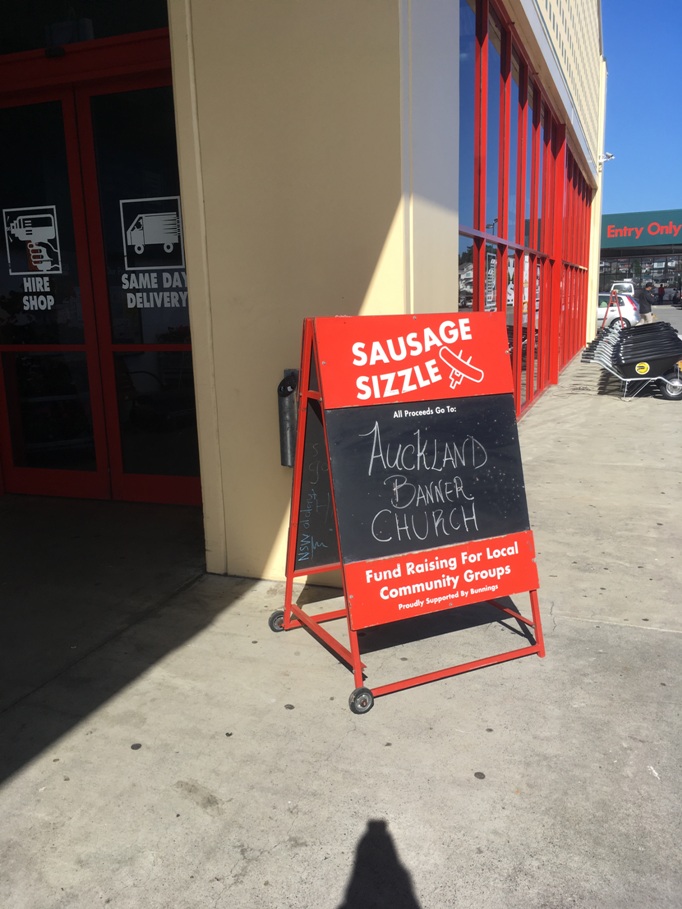 HIRE
SHOP
SAME DAY
DELIVERY
Entry Only
SAUSAGE
SIZZLE
All Proceeds Go To:
AUCKLAND
BANNER
CHURCH
Fund Raising For Local
Community Groups
Proudly Supported By Bunnings